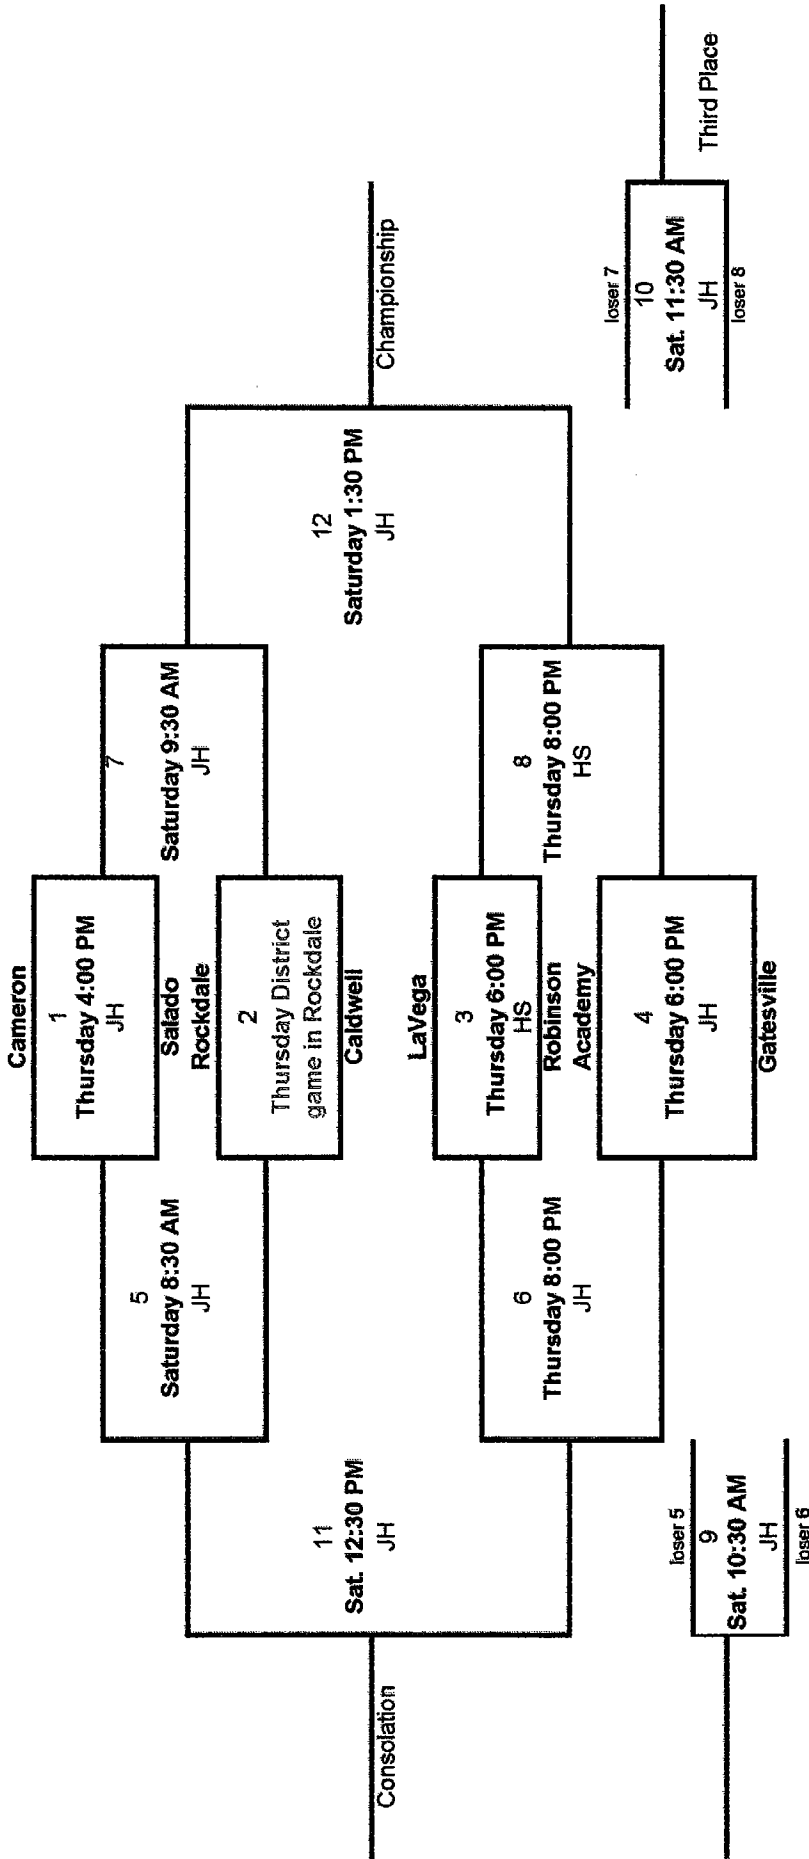 Cameron
1
Thursday 4:00 PM
JH
Salado
5
Saturday 8:30 AM
JH
7
Saturday 9:30 AM
JH
Rockdale
2
Thursday District
game in Rockdale
Caldwell
11
Sat. 12:30 PM
JH
12
Saturday 1:30 PM
JH
Consolation
Championship
LaVega
3
Thursday 6:00 PM
HS
Robinson
6
Thursday 8:00 PM
JH
8
Thursday 8:00 PM
HS
Academy
4
Thursday 6:00 PM
JH
Gatesville
loser 5
9
Sat. 10:30 AM
JH
loser 6
loser 7
10
Sat. 11:30 AM
JH
loser 8
Third Place